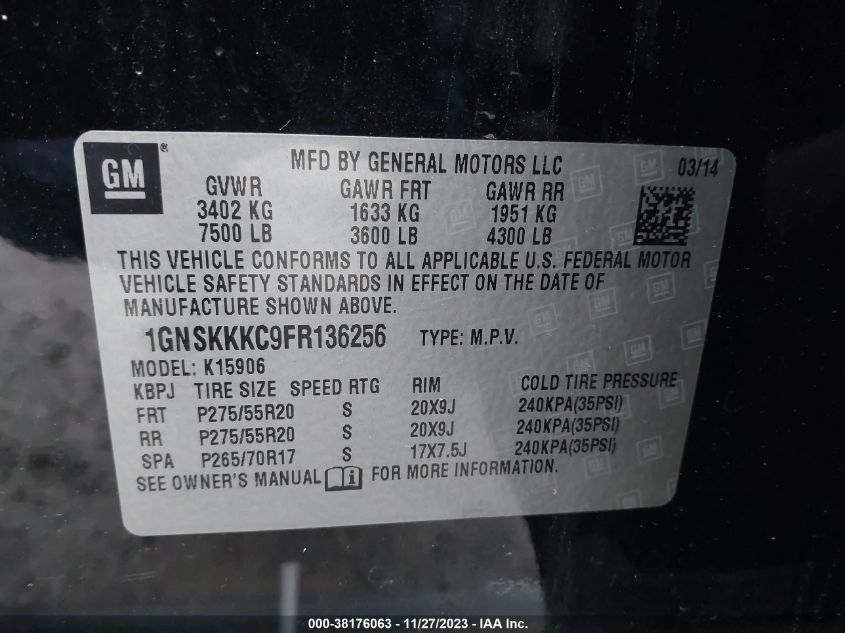 GM ® MFD BY GENERAL MOTORS LLC 03/14
GVWR GAWR FRT GAWR RR
3402 KG 1633 KG 1951 KG
7500 LB 3600 LB 4300 LB
THIS VEHICLE CONFORMS TO ALL APPLICABLE U.S. FEDERAL MOTOR
VEHICLE SAFETY STANDARDS IN EFFECT ON THE DATE OF
MANUFACTURE SHOWN ABOVE.
1GNSKKKC9FR136256 TYPE: M.P.V.
MODEL: K15906
KBPJ TIRE SIZE SPEED RTG RIM COLD TIRE PRESSURE
FRT P275/55R20 S 20X9J 240KPA(35PSI)
RR P275/55R20 S 20X9J 240KPA(35PSI)
SPA P265/70R17 S 17X7.5J 240KPA(35PSI)
SEE OWNER'S MANUAL i FOR MORE INFORMATION.
000-38176063 - 11/27/2023 - IAA Inc.